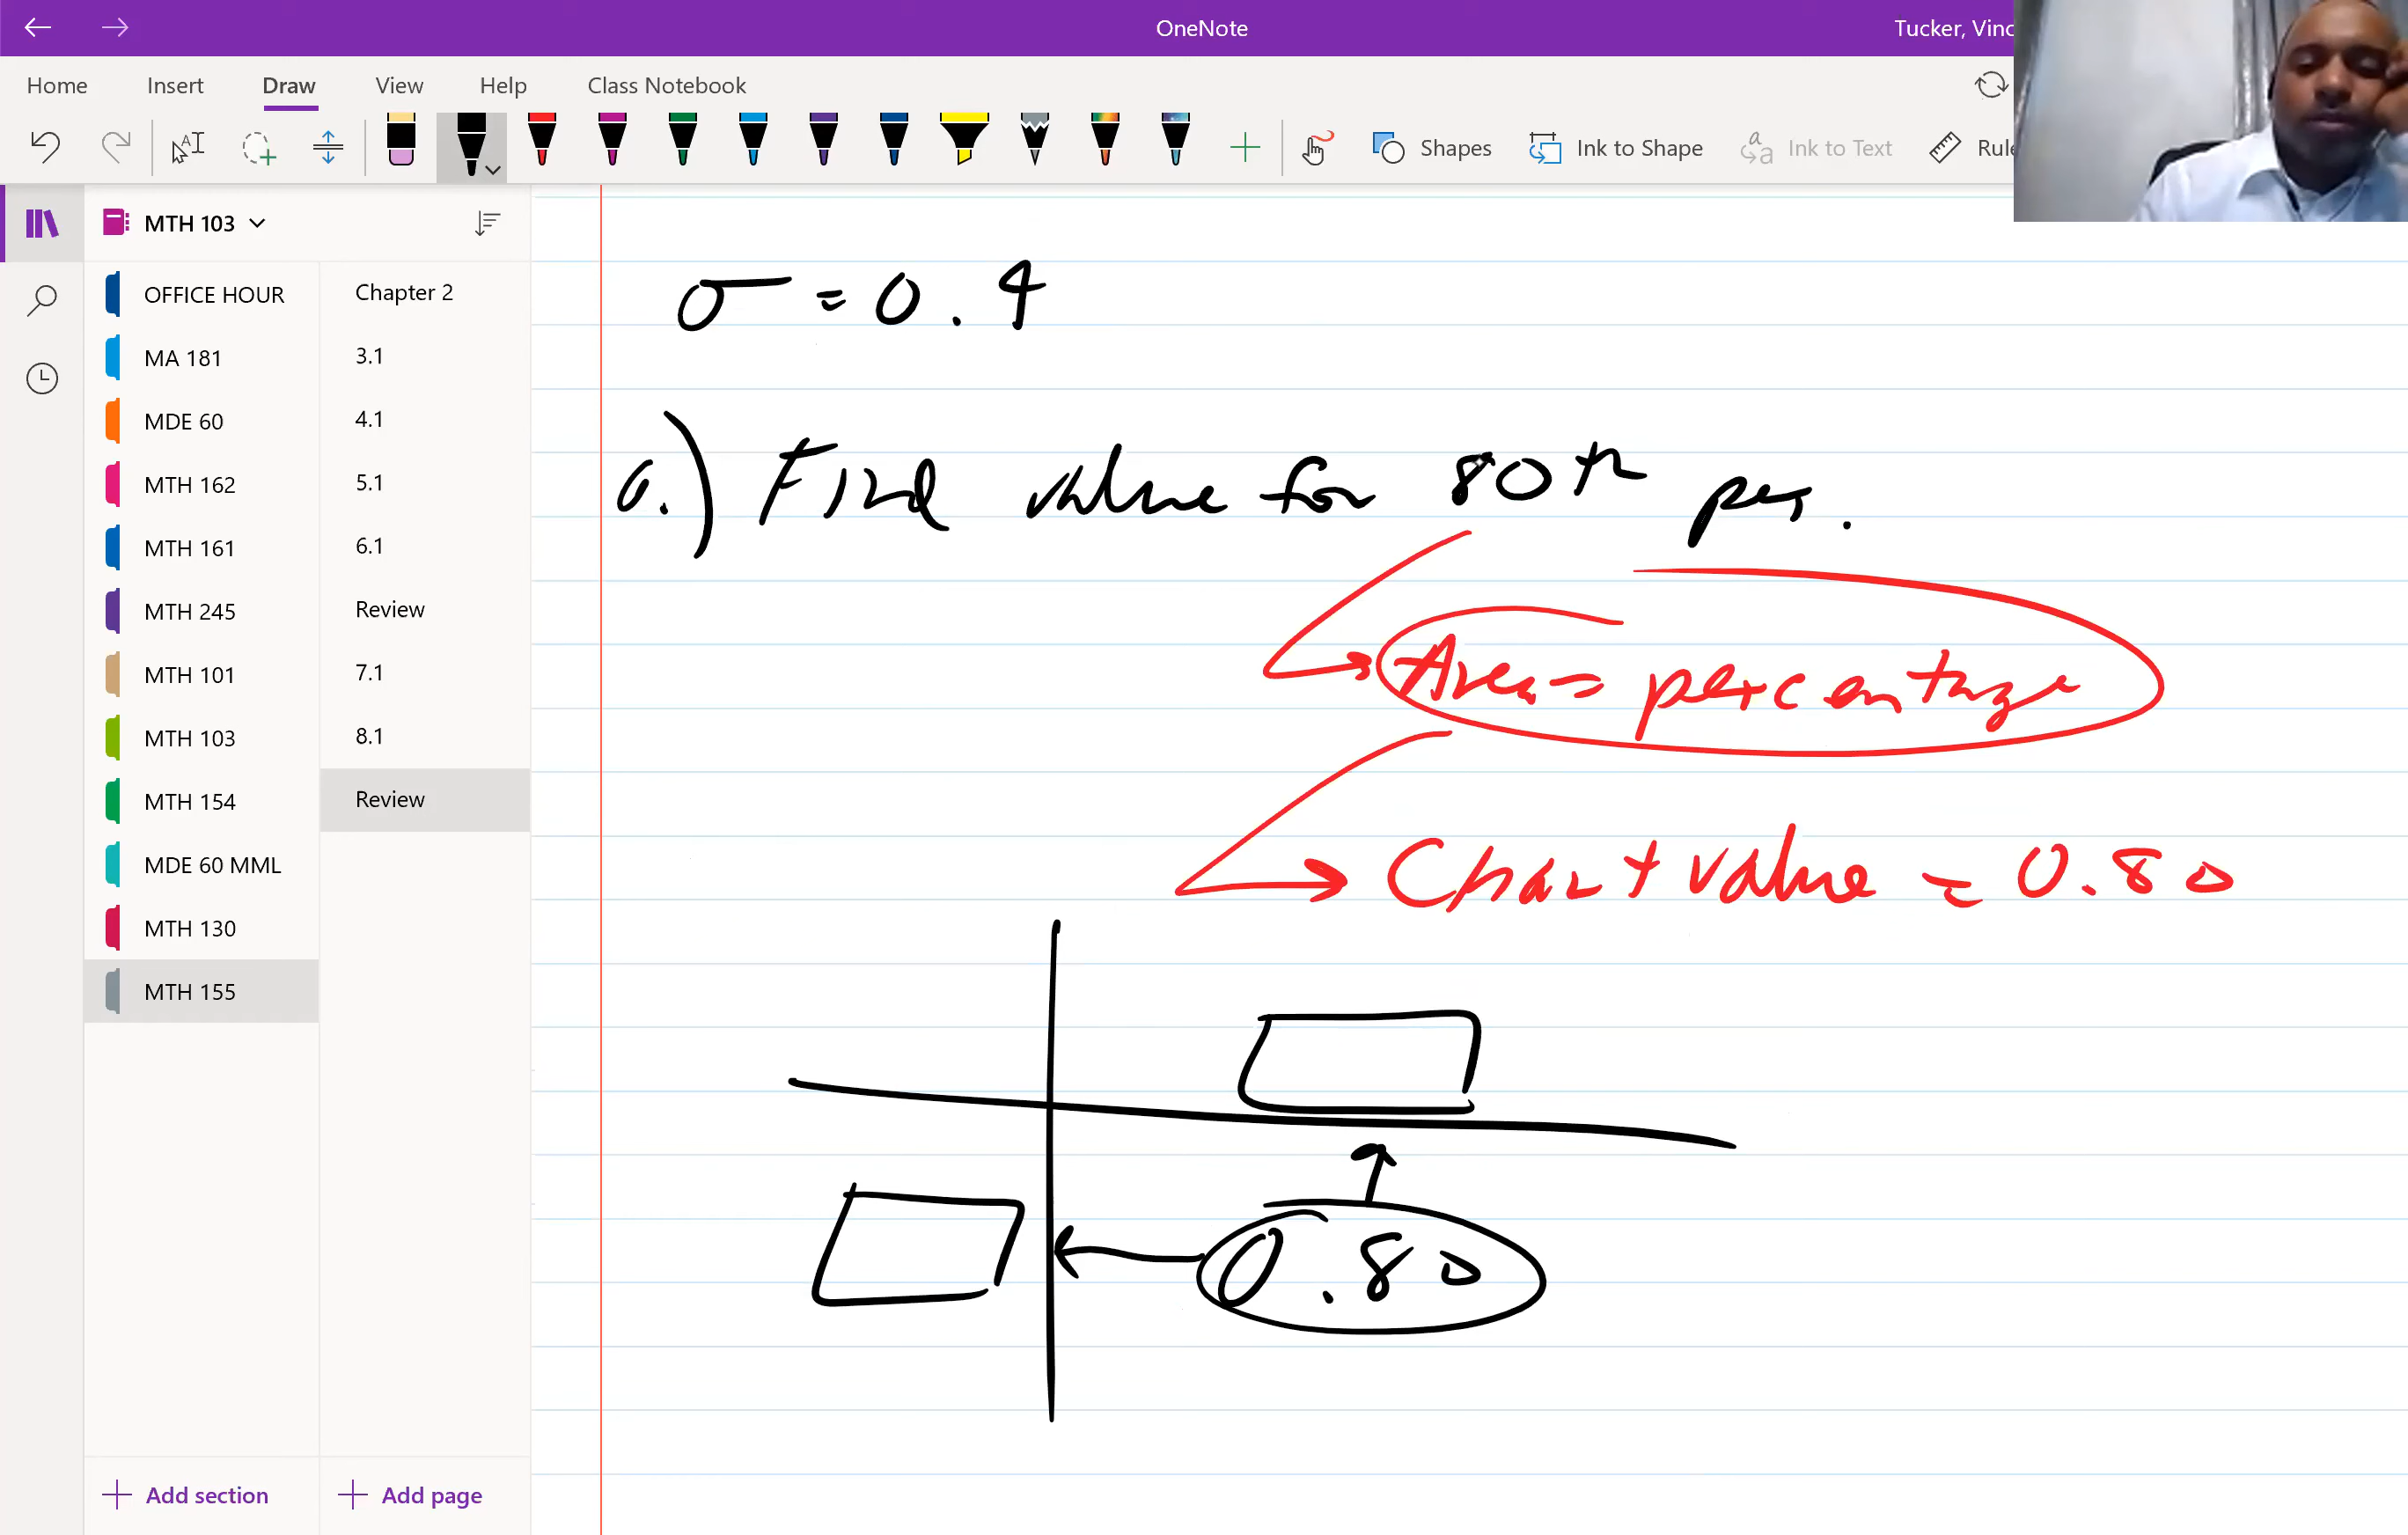 OneNote
Tucker, Vinc
Home Insert Draw View Help Class Notebook
Shapes Ink to Shape Ink to Text Rule
MTH 103
OFFICE HOUR
MA 181
MDE 60
MTH 162
MTH 161
MTH 245
MTH 101
MTH 103
MTH 154
MDE 60 MML
MTH 130
MTH 155
Add section
Chapter 2
3.1
4.1
5.1
6.1
Review
7.1
8.1
Review
Add page
σ = 0.4
a.) Find value for 80th per.
Area = percentage
Chart value = 0.80
0.80